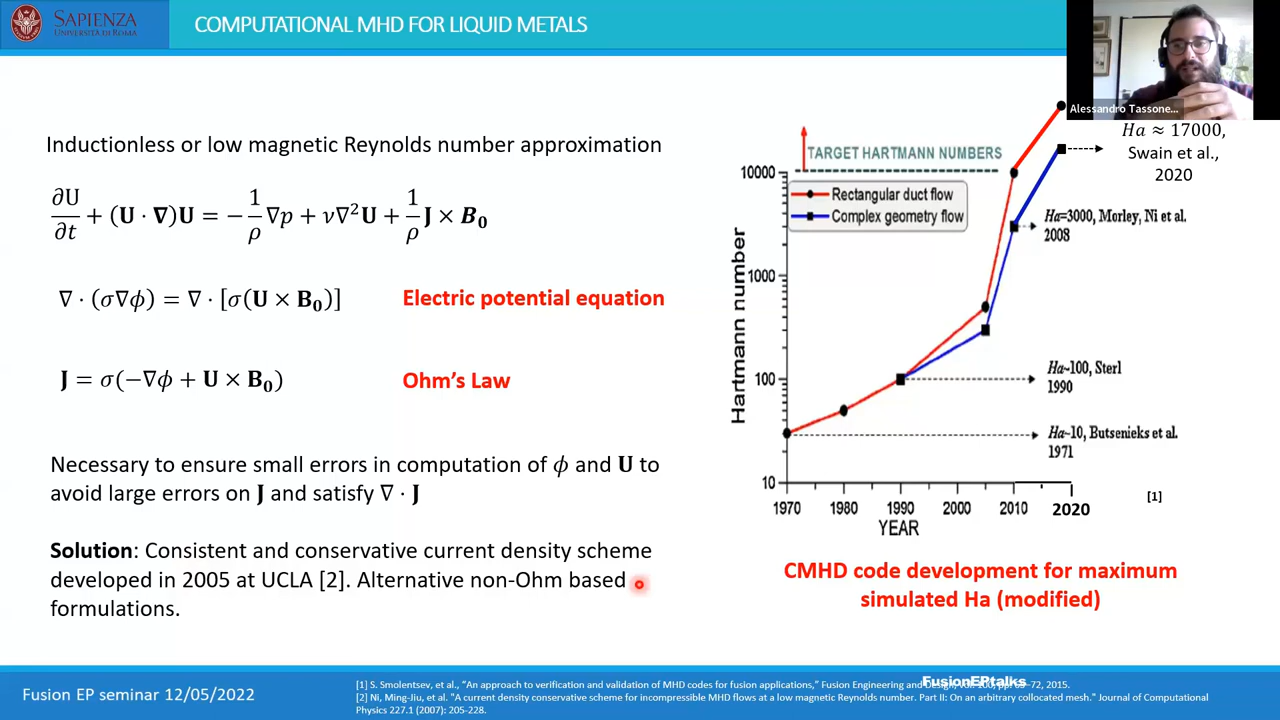 SAPIENZA
UNIVERSITÀ DI ROMA
COMPUTATIONAL MHD FOR LIQUID METALS
Alessandro Tassone...
Inductionless or low magnetic Reynolds number approximation
∂U/∂t + (U · ∇)U = −1/ρ ∇p + ν∇²U + 1/ρ J × B₀
∇ · (σ∇ϕ) = ∇ · [σ(U × B₀)]
Electric potential equation
J = σ(−∇ϕ + U × B₀)
Ohm's Law
Necessary to ensure small errors in computation of ϕ and U to
avoid large errors on J and satisfy ∇ · J
Solution: Consistent and conservative current density scheme
developed in 2005 at UCLA [2]. Alternative non-Ohm based
formulations.
TARGET HARTMANN NUMBERS
Rectangular duct flow
Complex geometry flow
Hartmann number
10000
1000
100
10
1970 1980 1990 2000 2010 2020
YEAR
Ha ≈ 17000,
Swain et al.,
2020
Ha=3000, Morley, Ni et al.
2008
Ha~100, Sterl
1990
Ha~10, Butsenieks et al.
1971
[1]
CMHD code development for maximum
simulated Ha (modified)
Fusion EP seminar 12/05/2022
[1] S. Smolentsev, et al., "An approach to verification and validation of MHD codes for fusion applications," Fusion Engineering and 72, 2015.
[2] Ni, Ming-Jiu, et al. "A current density conservative scheme for incompressible MHD flows at a low magnetic Reynolds number. Part II: On an arbitrary collocated mesh." Journal of Computational
Physics 227.1 (2007): 205-228.
FusionEPtalks